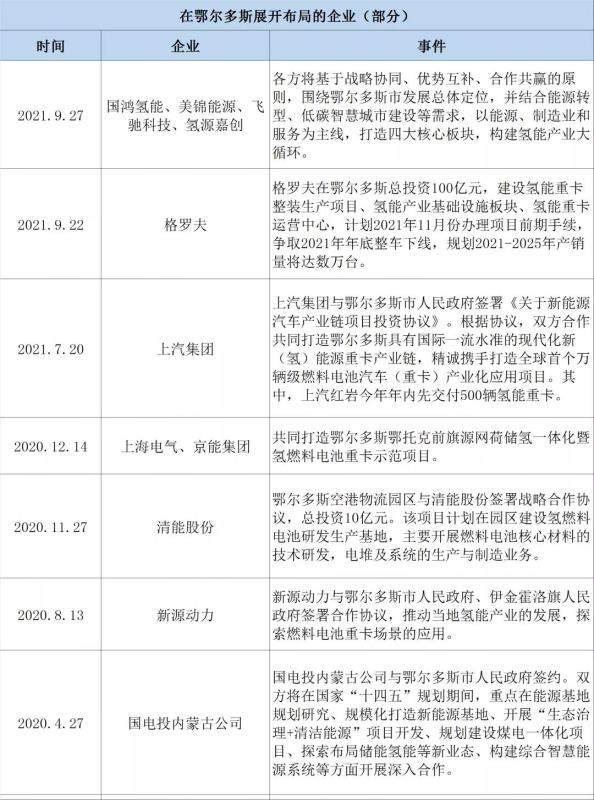 在鄂尔多斯展开布局的企业（部分）
时间 企业 事件
2021.9.27
国鸿氢能、美锦能源、飞
驰科技、氢源嘉创
各方将基于战略协同、优势互补、合作共赢的原
则，围绕鄂尔多斯市发展总体定位，并结合能源转
型、低碳智慧城市建设等需求，以能源、制造业和
服务为主线，打造四大核心板块，构建氢能产业大
循环。
2021.9.22
格罗夫
格罗夫在鄂尔多斯总投资100亿元，建设氢能重卡
整装生产项目、氢能产业基础设施板块、氢能重卡
运营中心，计划2021年11月份办理项目前期手续，
争取2021年年底整车下线，规划2021-2025年产销
量将达数万台。
2021.7.20
上汽集团
上汽集团与鄂尔多斯市人民政府签署《关于新能源
汽车产业链项目投资协议》。根据协议，双方合作
共同打造鄂尔多斯具有国际一流水准的现代化新
（氢）能源重卡产业链，精诚携手打造全球首个万
辆级燃料电池汽车（重卡）产业化应用项目。其
中，上汽红岩今年年内先交付500辆氢能重卡。
2020.12.14
上海电气、京能集团
共同打造鄂尔多斯鄂托克前旗源网荷储氢一体化暨
氢燃料电池重卡示范项目。
2020.11.27
清能股份
鄂尔多斯空港物流园区与清能股份签署战略合作协
议，总投资10亿元。该项目计划在园区建设氢燃料
电池研发生产基地，主要开展燃料电池核心材料的
技术研发，电堆及系统的生产与制造业务。
2020.8.13
新源动力
新源动力与鄂尔多斯市人民政府、伊金霍洛旗人民
政府签署合作协议，推动当地氢能产业的发展，探
索燃料电池重卡场景的应用。
2020.4.27
国电投内蒙古公司
国电投内蒙古公司与鄂尔多斯市人民政府签约。双
方将在国家“十四五”规划期间，重点在能源基地
规划研究、规模化打造新能源基地、开展“生态治
理+清洁能源”项目开发、规划建设煤电一体化项
目、探索布局储能氢能等新业态、构建综合智慧能
源系统等方面开展深入合作。